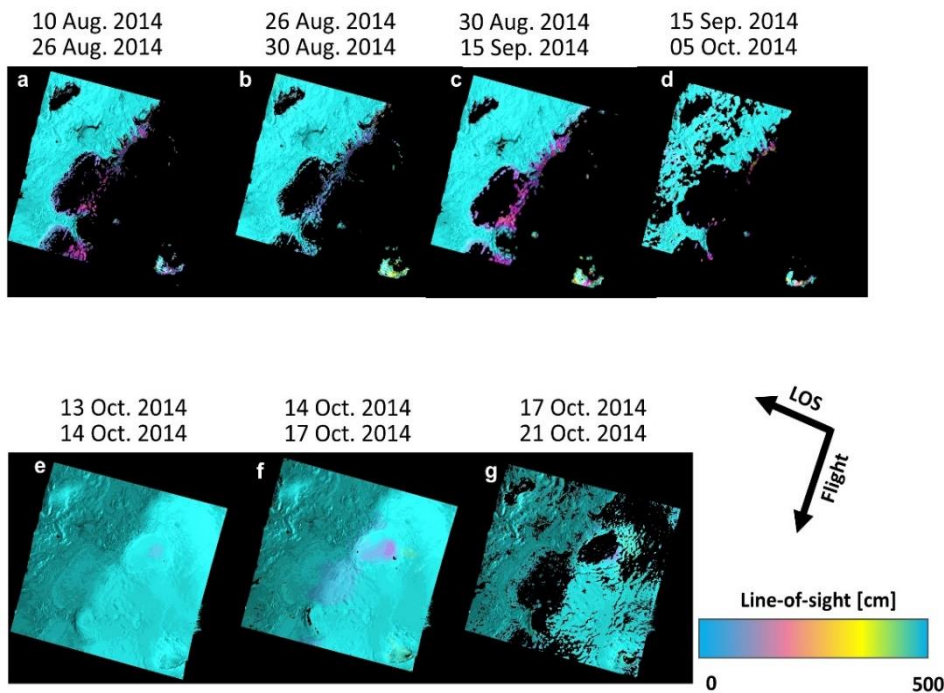 10 Aug. 2014
26 Aug. 2014
26 Aug. 2014
30 Aug. 2014
30 Aug. 2014
15 Sep. 2014
15 Sep. 2014
05 Oct. 2014
a
b
c
d
13 Oct. 2014
14 Oct. 2014
14 Oct. 2014
17 Oct. 2014
17 Oct. 2014
21 Oct. 2014
e
f
g
LOS
Flight
Line-of-sight [cm]
0
500